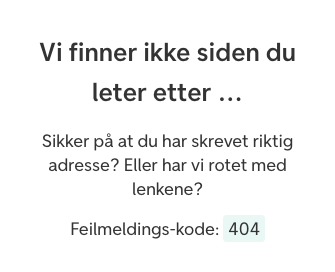 Vi finner ikke siden du
leter etter ...
Sikker på at du har skrevet riktig
adresse? Eller har vi rotet med
lenkene?
Feilmeldings-kode: 404